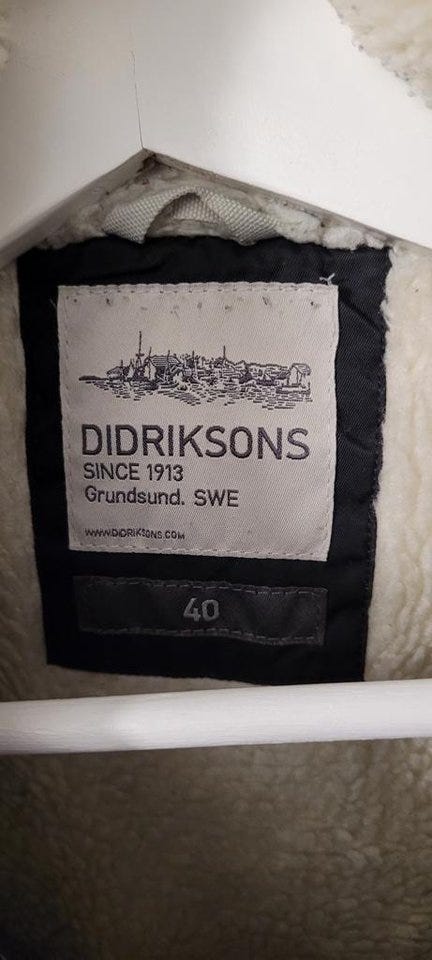 DIDRIKSONS
SINCE 1913
Grundsund. SWE
WWW.DIDRIKSONS.COM
40